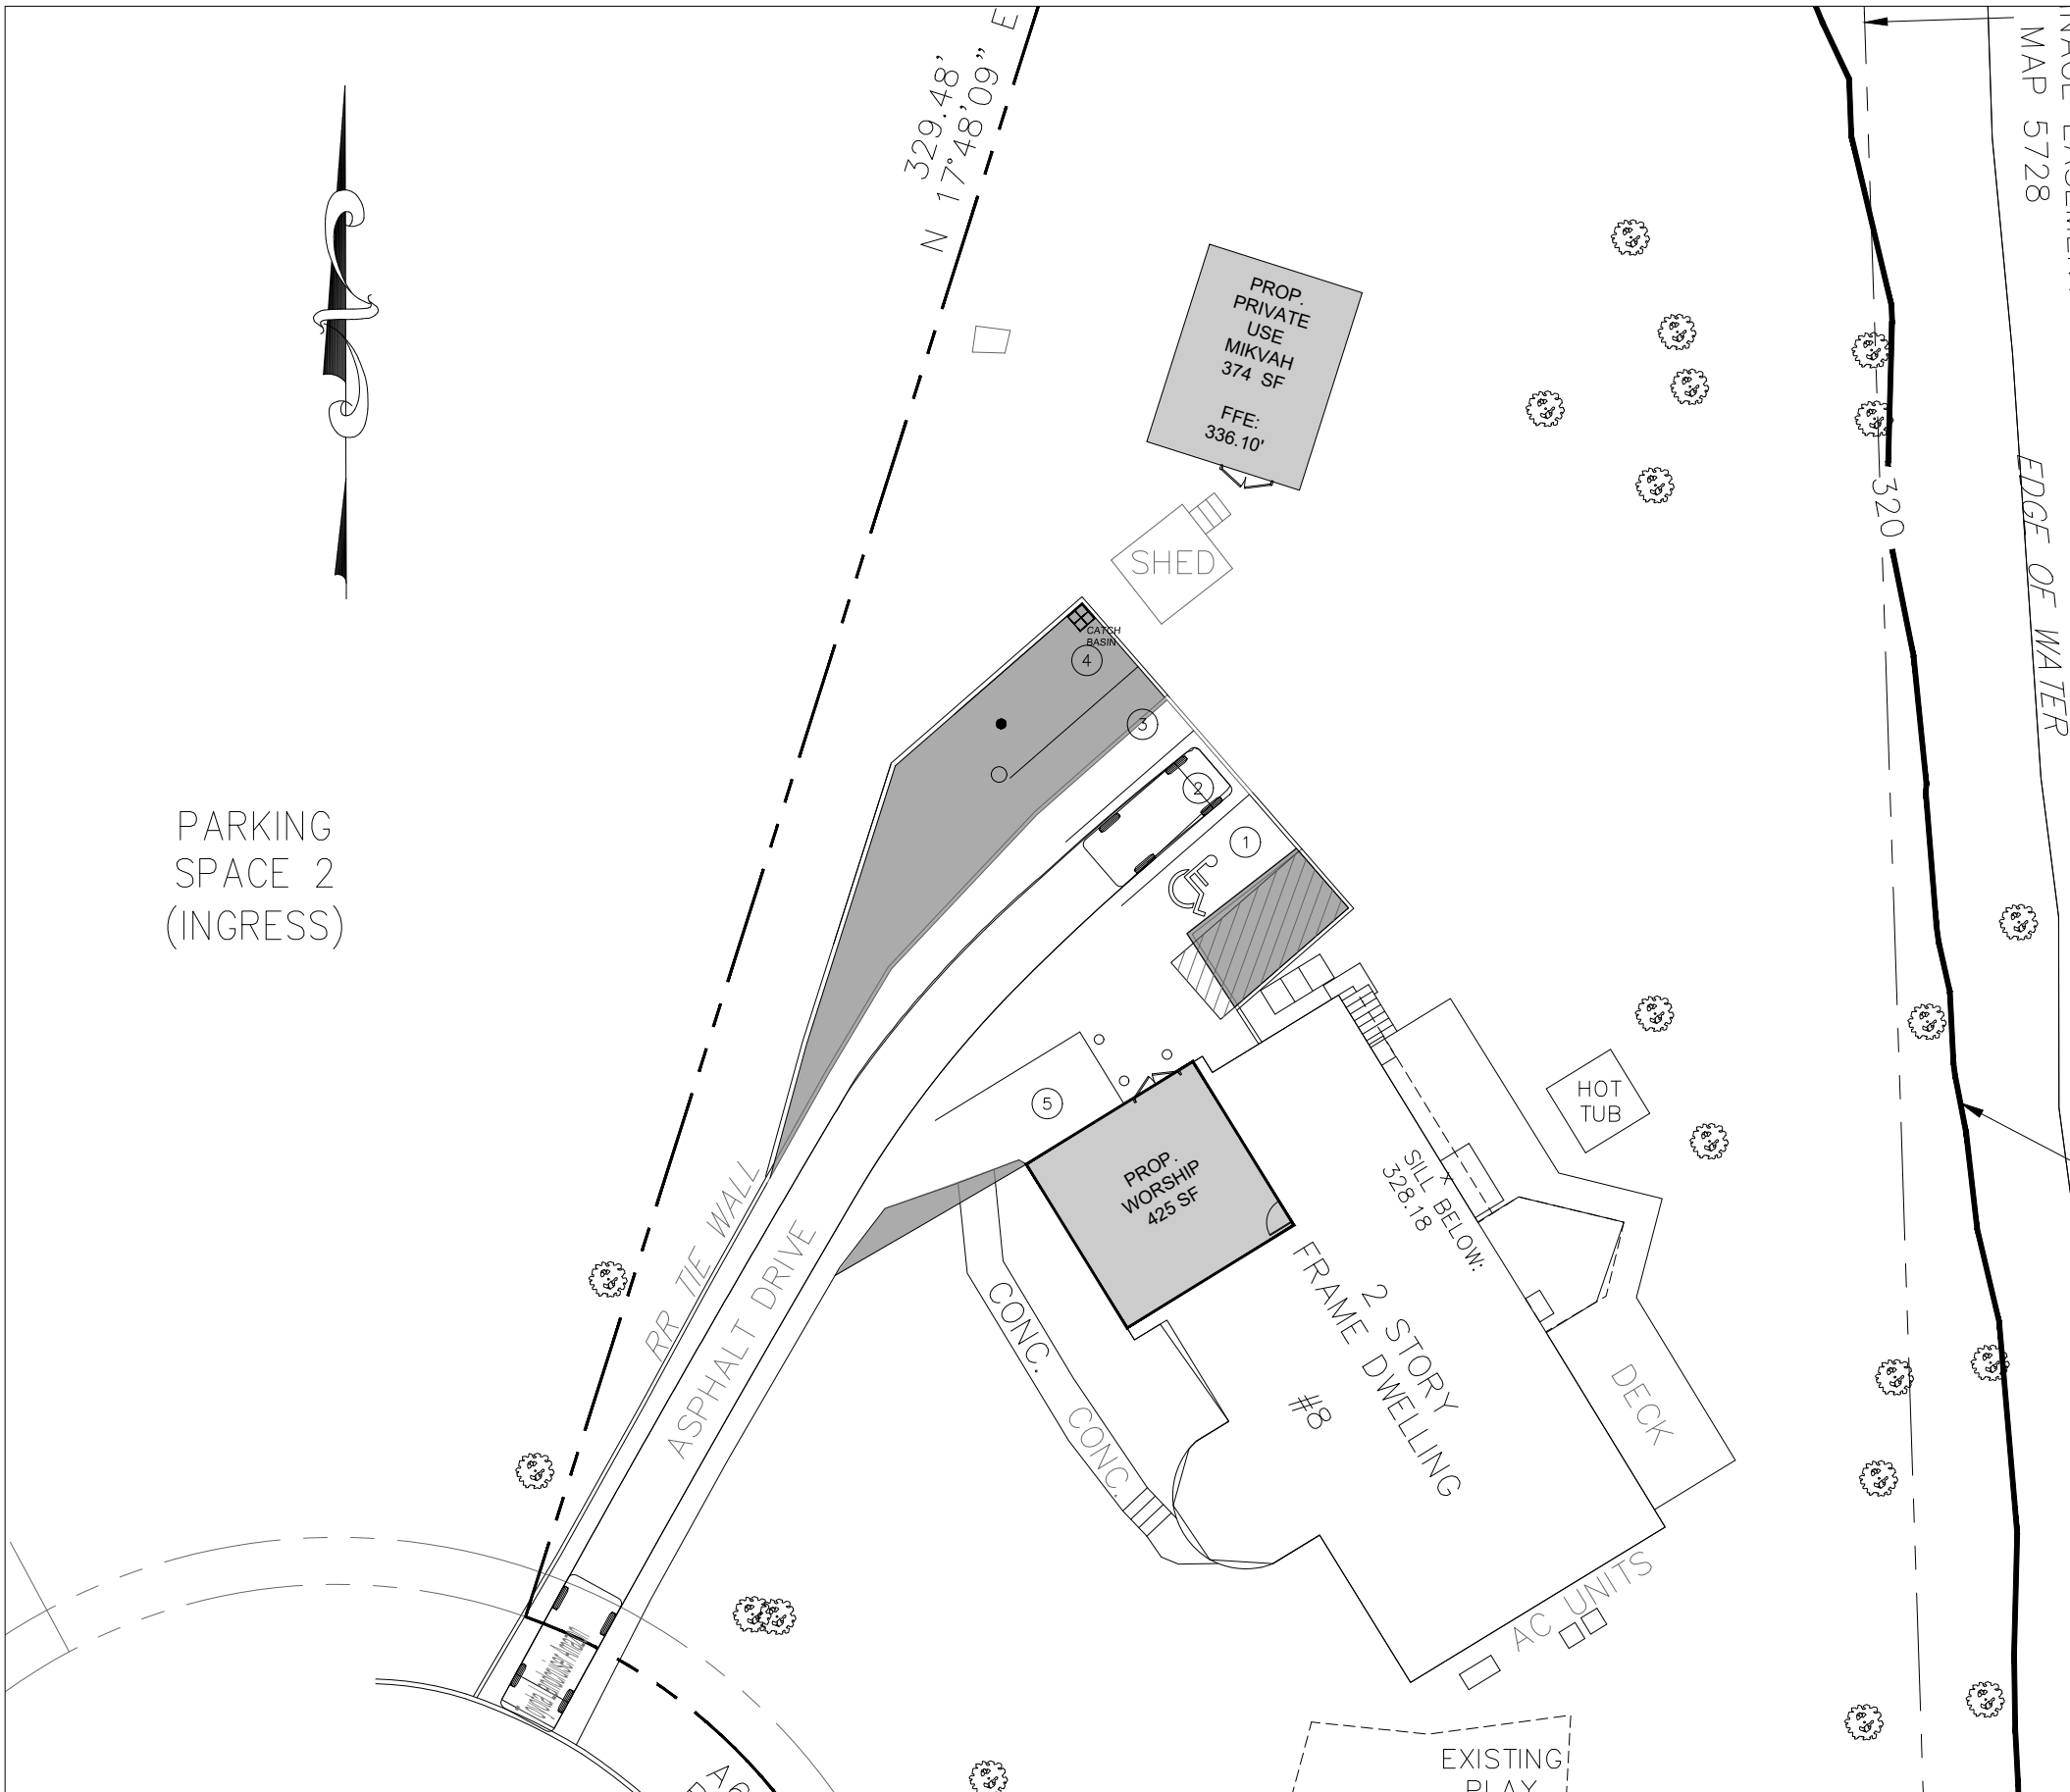 329.48'
N 17°48'09" E
MAP 5728
PROP.
PRIVATE
USE
MIKVAH
374 SF
FFE:
336.10'
320
EDGE OF WATER
SHED
CATCH
BASIN
4
3
2
1
PARKING
SPACE 2
(INGRESS)
5
HOT
TUB
PROP.
WORSHIP
425 SF
SILL BELOW:
328.18
RR TIE WALL
ASPHALT DRIVE
CONC.
CONC.
2 STORY
FRAME DWELLING
#8
DECK
AC UNITS
EXISTING
PLAY